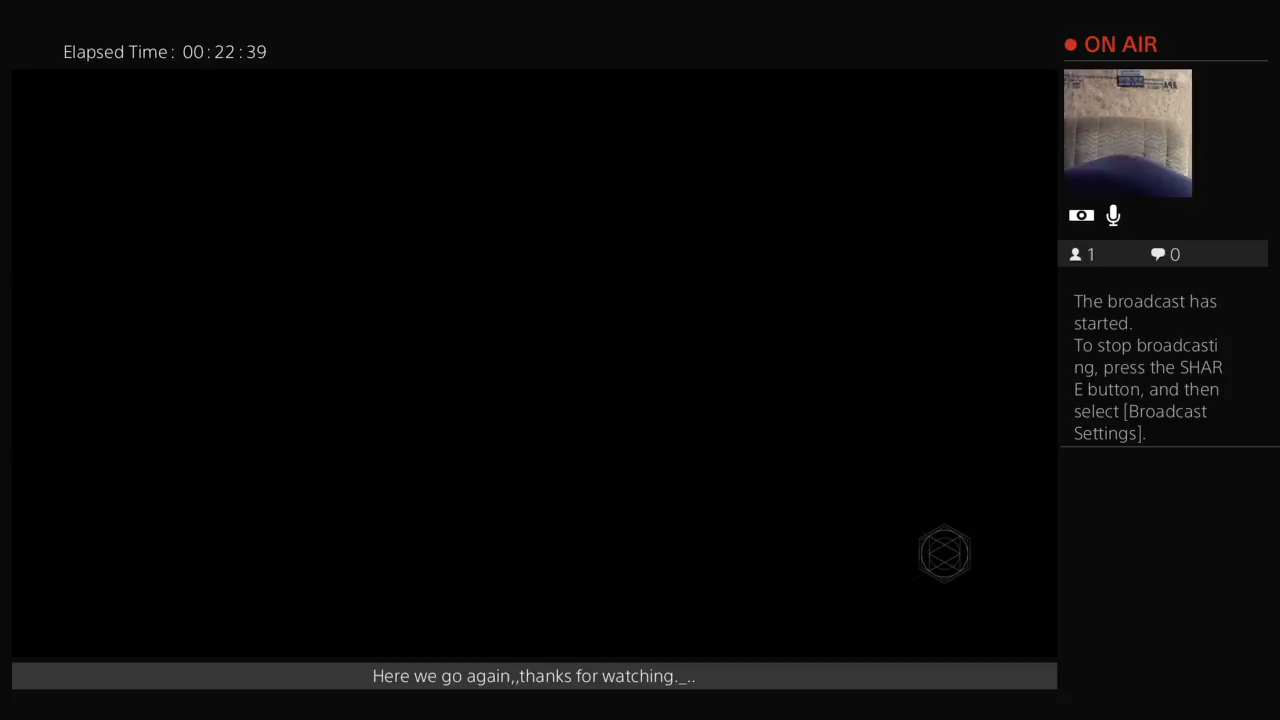 Elapsed Time: 00:22:39
ON AIR
1
0
The broadcast has
started.
To stop broadcasti
ng, press the SHAR
E button, and then
select [Broadcast
Settings].
Here we go again,,thanks for watching._..